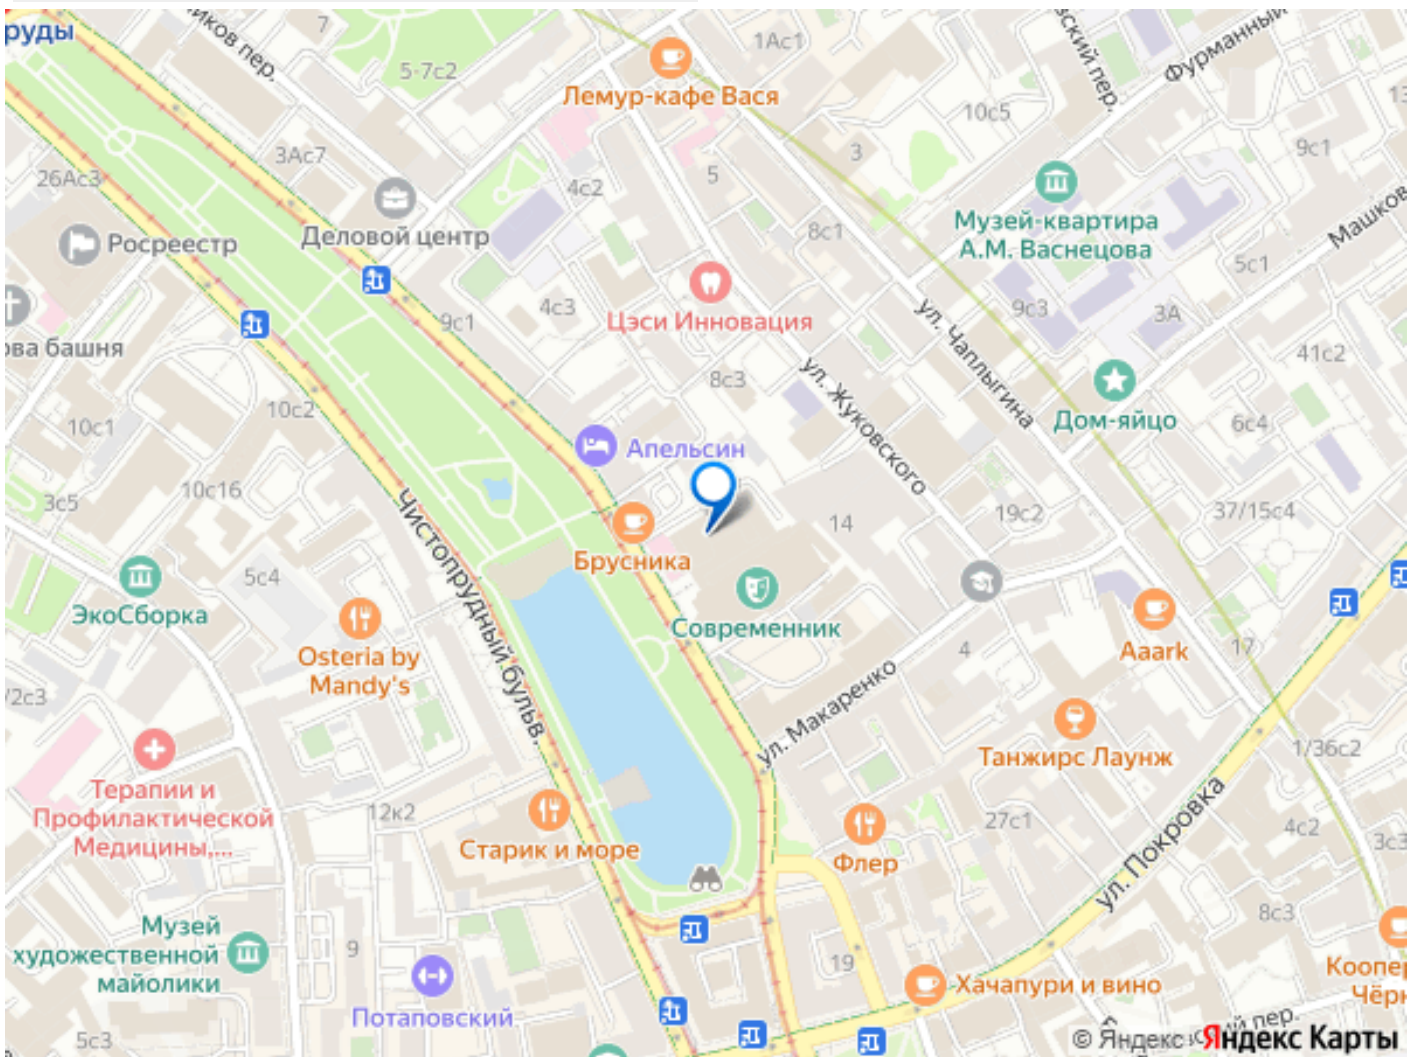 руды
7
1Ас1
5-7с2
Фурманный
Лемур-кафе Вася
10с5
13
3Ас7
3
9с1
26Ас3
4с2
5
Музей-квартира
А.М. Васнецова
Машков
Росреестр
Деловой центр
8с1
5с1
4с3
9с1
Цэси Инновация
9с3
3А
ул. Чаплыгина
ова башня
8с3
ул. Жуковского
41с2
10с2
10с1
Дом-яйцо
6с4
Апельсин
10с16
3с5
14
19с2
37/15с4
Чистопрудный бульв.
Брусника
5с4
ЭкоСборка
Современник
Osteria by
Mandy's
4
Aaark
17
/2с3
ул. Макаренко
Танжирс Лаунж
1/36с2
Терапии и
Профилактической
Медицины,...
12к2
Старик и море
Флер
27с1
ул. Покровка
4с2
3с3
8с3
Музей
художественной
майолики
9
19
Хачапури и вино
Коопер
Чёрн
Потаповский
5с3
пер.
© Яндекс
Яндекс Карты